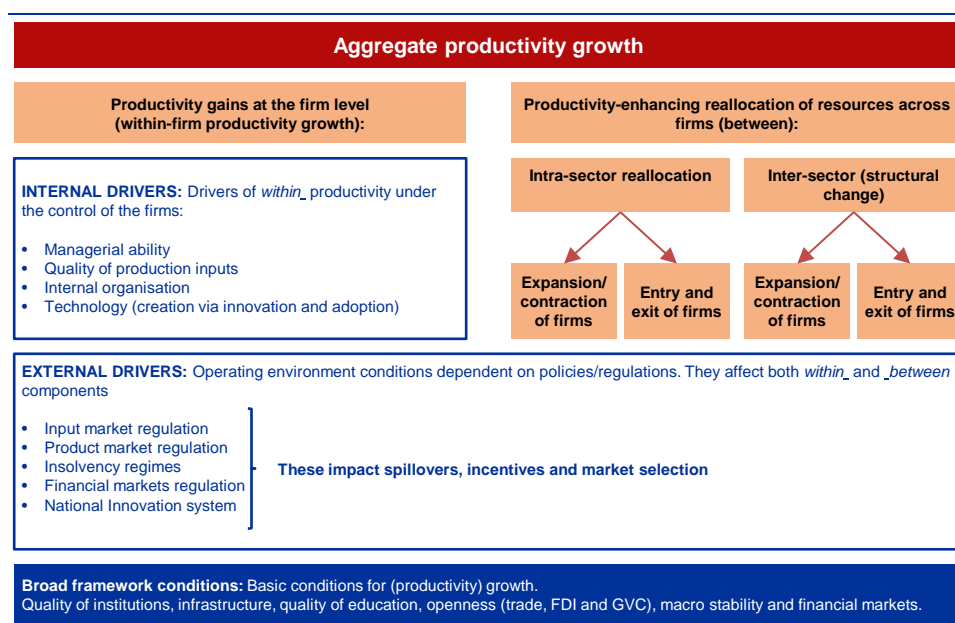 Aggregate productivity growth
Productivity gains at the firm level
(within-firm productivity growth):
Productivity-enhancing reallocation of resources across
firms (between):
INTERNAL DRIVERS: Drivers of within_ productivity under
the control of the firms:
• Managerial ability
• Quality of production inputs
• Internal organisation
• Technology (creation via innovation and adoption)
Intra-sector reallocation
Inter-sector (structural
change)
Expansion/
contraction
of firms
Entry and
exit of firms
Expansion/
contraction
of firms
Entry and
exit of firms
EXTERNAL DRIVERS: Operating environment conditions dependent on policies/regulations. They affect both within_ and _between
components
• Input market regulation
• Product market regulation
• Insolvency regimes
• Financial markets regulation
• National Innovation system
These impact spillovers, incentives and market selection
Broad framework conditions: Basic conditions for (productivity) growth.
Quality of institutions, infrastructure, quality of education, openness (trade, FDI and GVC), macro stability and financial markets.